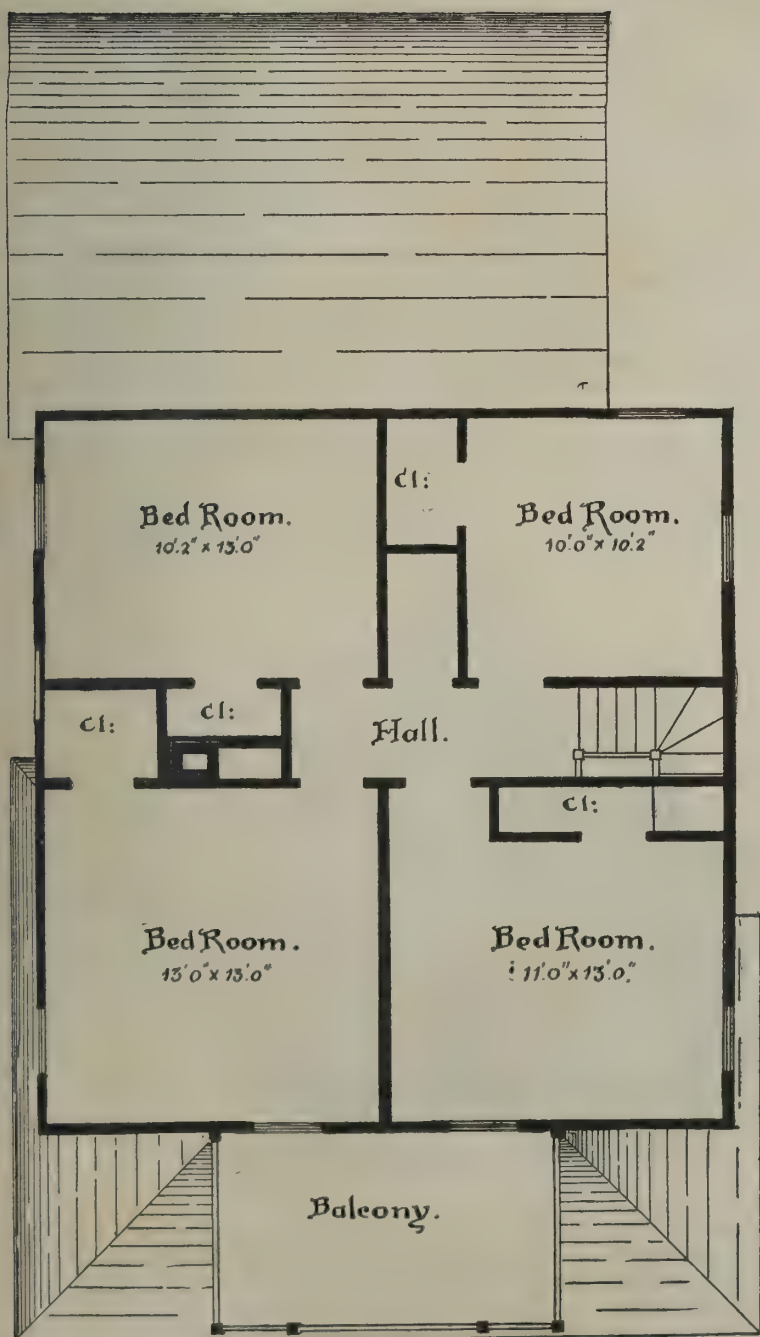 Cl:
Bed Room.
10'.2" x 13'.0"
Bed Room.
10'.0" x 10'.2"
Cl:
Cl:
Hall.
Cl:
Bed Room.
13'0" x 13'.0"
Bed Room.
11'.0" x 13'.0"
Balcony.